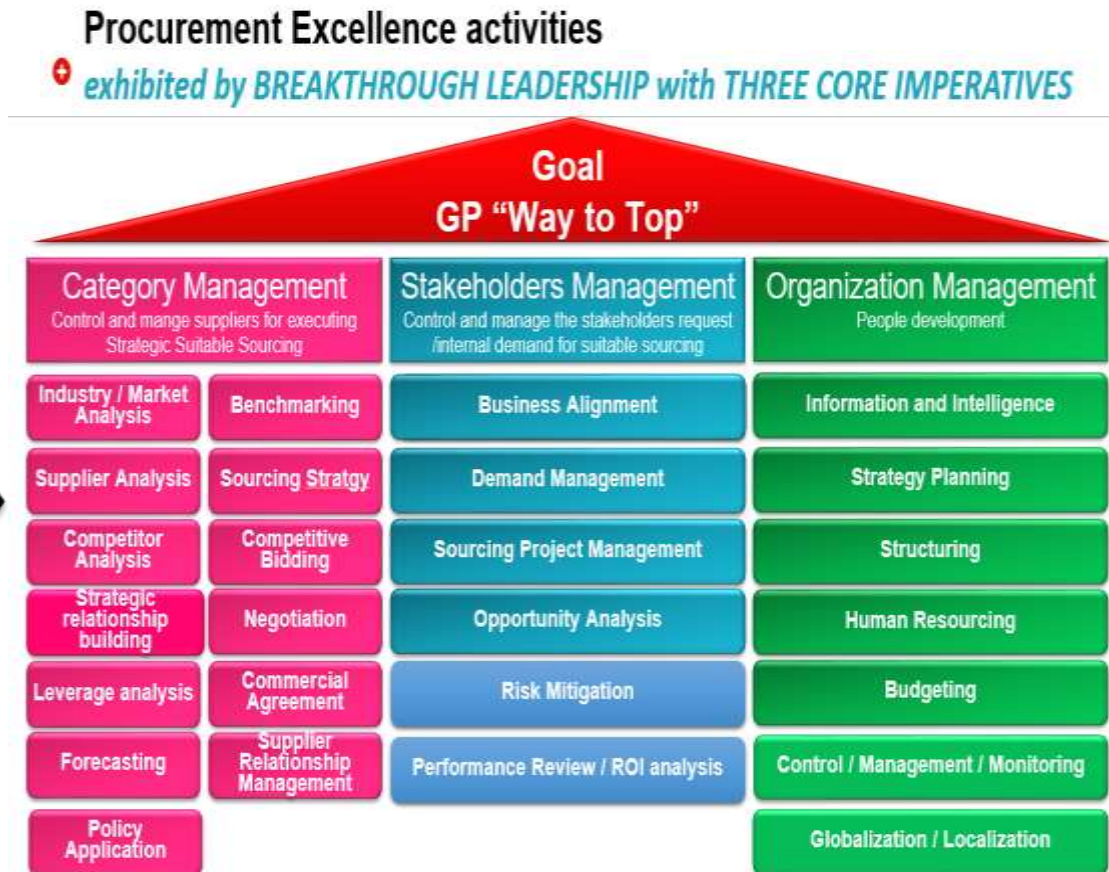 Procurement Excellence activities
exhibited by BREAKTHROUGH LEADERSHIP with THREE CORE IMPERATIVES
Goal
GP “Way to Top”
Category Management
Control and mange suppliers for executing
Strategic Suitable Sourcing
Industry / Market
Analysis
Benchmarking
Supplier Analysis
Sourcing Stratgy
Competitor
Analysis
Competitive
Bidding
Strategic
relationship
building
Negotiation
Leverage analysis
Commercial
Agreement
Forecasting
Supplier
Relationship
Management
Policy
Application
Stakeholders Management
Control and manage the stakeholders request
/internal demand for suitable sourcing
Business Alignment
Demand Management
Sourcing Project Management
Opportunity Analysis
Risk Mitigation
Performance Review / ROI analysis
Organization Management
People development
Information and Intelligence
Strategy Planning
Structuring
Human Resourcing
Budgeting
Control / Management / Monitoring
Globalization / Localization